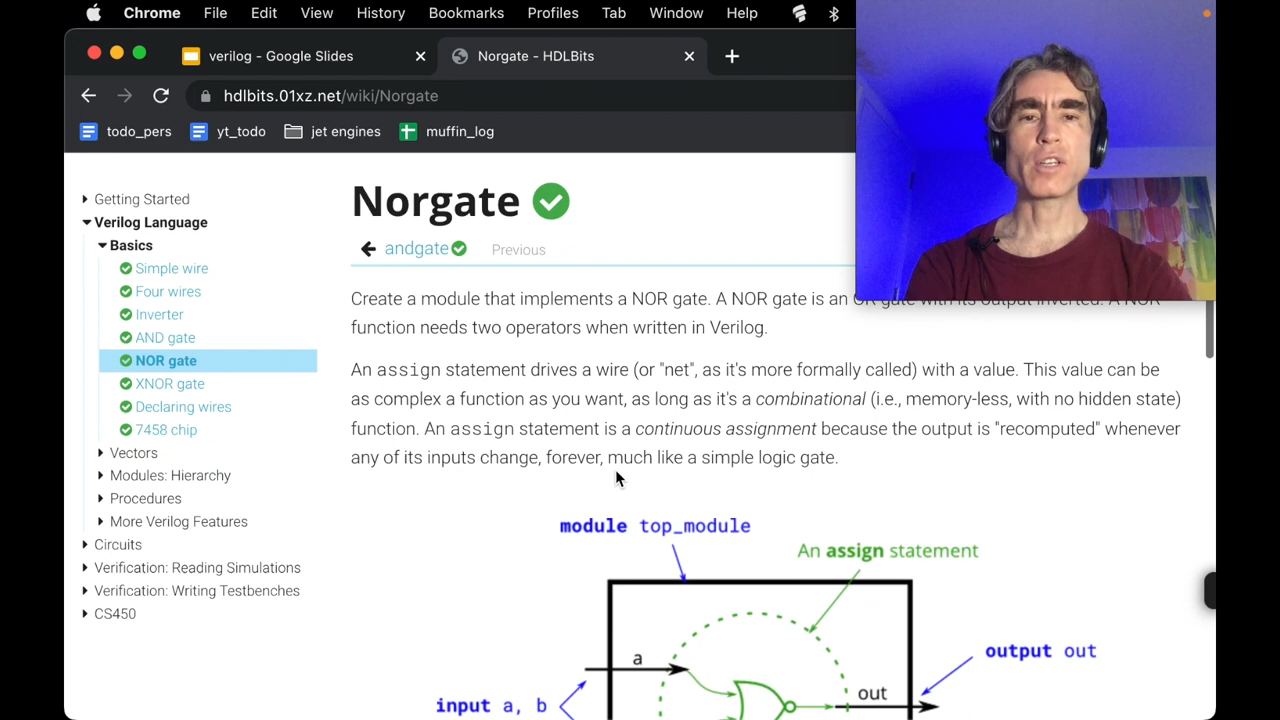 Chrome File Edit View History Bookmarks Profiles Tab Window Help
verilog - Google Slides
Norgate - HDLBits
hdlbits.01xz.net/wiki/Norgate
todo_pers yt_todo jet engines muffin_log
Getting Started
Verilog Language
Basics
Simple wire
Four wires
Inverter
AND gate
NOR gate
XNOR gate
Declaring wires
7458 chip
Vectors
Modules: Hierarchy
Procedures
More Verilog Features
Circuits
Verification: Reading Simulations
Verification: Writing Testbenches
CS450
Norgate
andgate Previous
Create a module that implements a NOR gate. A NOR gate is an OR gate with its output inverted. A NOR
function needs two operators when written in Verilog.
An assign statement drives a wire (or "net", as it's more formally called) with a value. This value can be
as complex a function as you want, as long as it's a combinational (i.e., memory-less, with no hidden state)
function. An assign statement is a continuous assignment because the output is "recomputed" whenever
any of its inputs change, forever, much like a simple logic gate.
module top_module
An assign statement
a
output out
out
input a, b